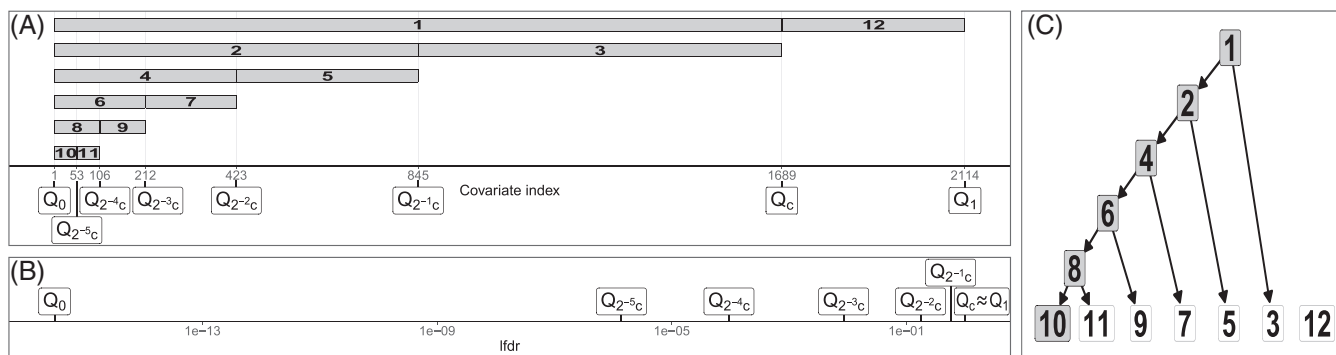 (A)
1 12
2 3
4 5
6 7
8 9
10 11
1 53 106 212 423 845 1689 2114
Covariate index
Q₀ Q₂₋₄c Q₂₋₃c Q₂₋₂c Q₂₋₁c Qc Q₁
Q₂₋₅c
(B)
Q₂₋₁c
Q₀ Q₂₋₅c Q₂₋₄c Q₂₋₃c Q₂₋₂c Qc≈Q₁
1e−13 1e−09 1e−05 1e−01
lfdr
(C)
1
2
4
6
8
10 11 9 7 5 3 12